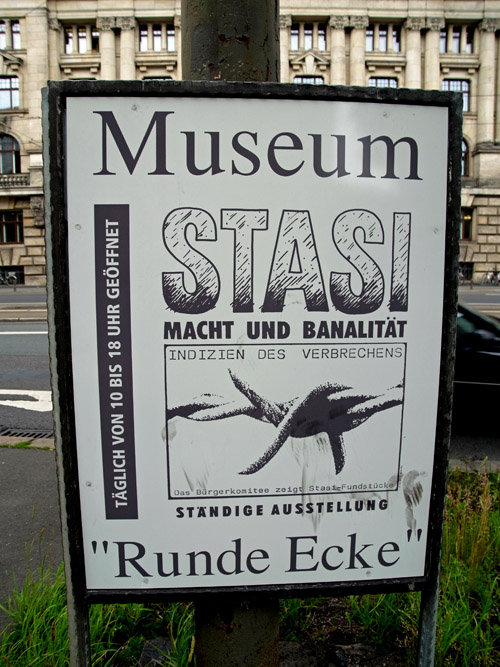 Museum
TÄGLICH VON 10 BIS 18 UHR GEÖFFNET
STASI
MACHT UND BANALITÄT
INDIZIEN DES VERBRECHENS
Das Bürgerkomitee zeigt Stasi-Fundstücke
STÄNDIGE AUSSTELLUNG
"Runde Ecke"